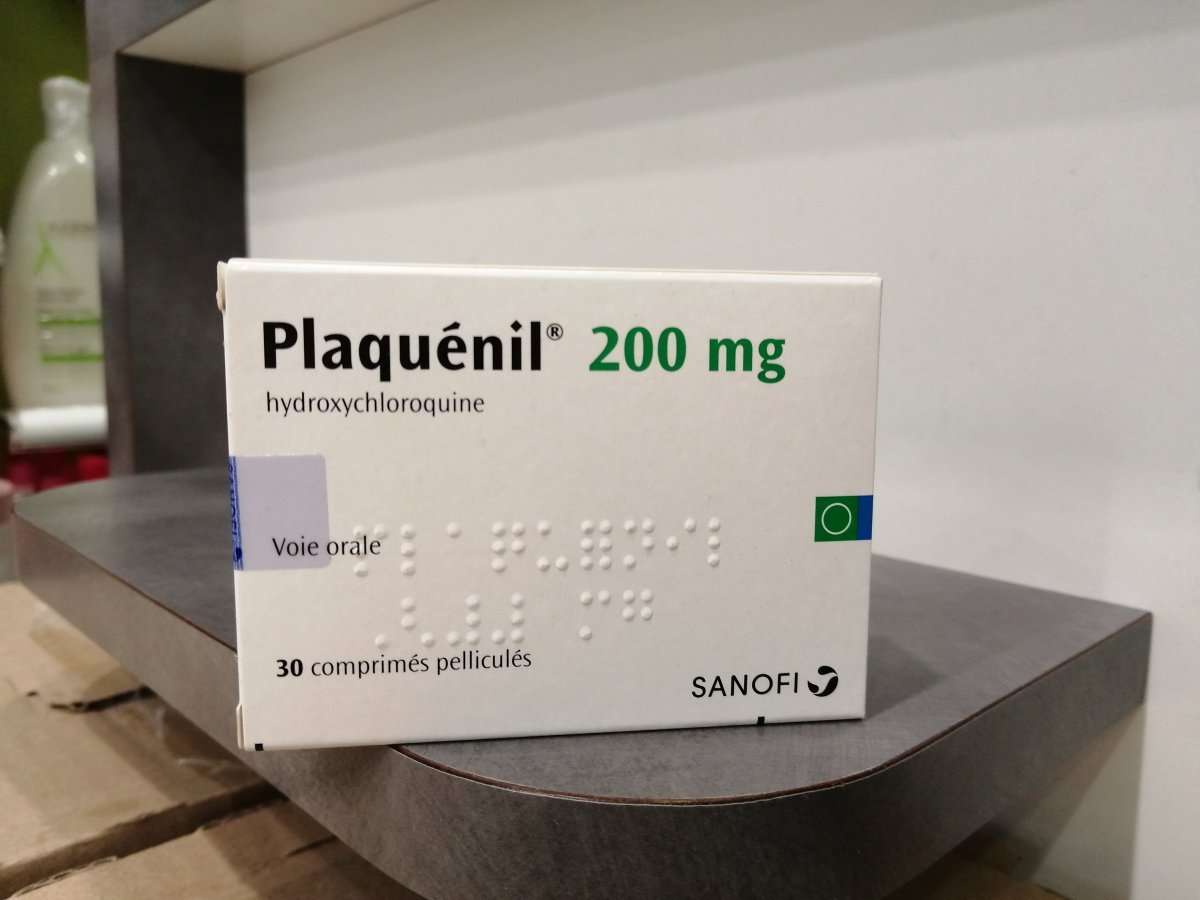 Plaquénil® 200 mg
hydroxychloroquine
Voie orale
30 comprimés pelliculés
SANOFI